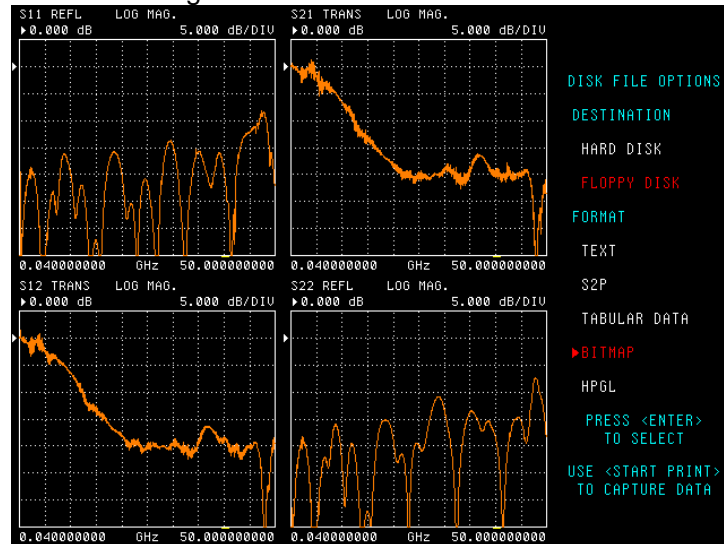 S11 REFL LOG MAG.
▶0.000 dB 5.000 dB/DIV
0.040000000 GHz 50.000000000
S21 TRANS LOG MAG.
▶0.000 dB 5.000 dB/DIV
0.040000000 GHz 50.000000000
S12 TRANS LOG MAG.
▶0.000 dB 5.000 dB/DIV
0.040000000 GHz 50.000000000
S22 REFL LOG MAG.
▶0.000 dB 5.000 dB/DIV
0.040000000 GHz 50.000000000
DISK FILE OPTIONS
DESTINATION
HARD DISK
FLOPPY DISK
FORMAT
TEXT
S2P
TABULAR DATA
▶BITMAP
HPGL
PRESS <ENTER>
TO SELECT
USE <START PRINT>
TO CAPTURE DATA